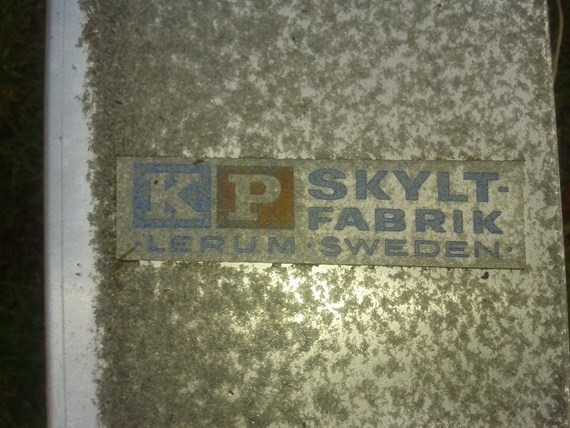 KP SKYLT-
FABRIK
·LERUM·SWEDEN·